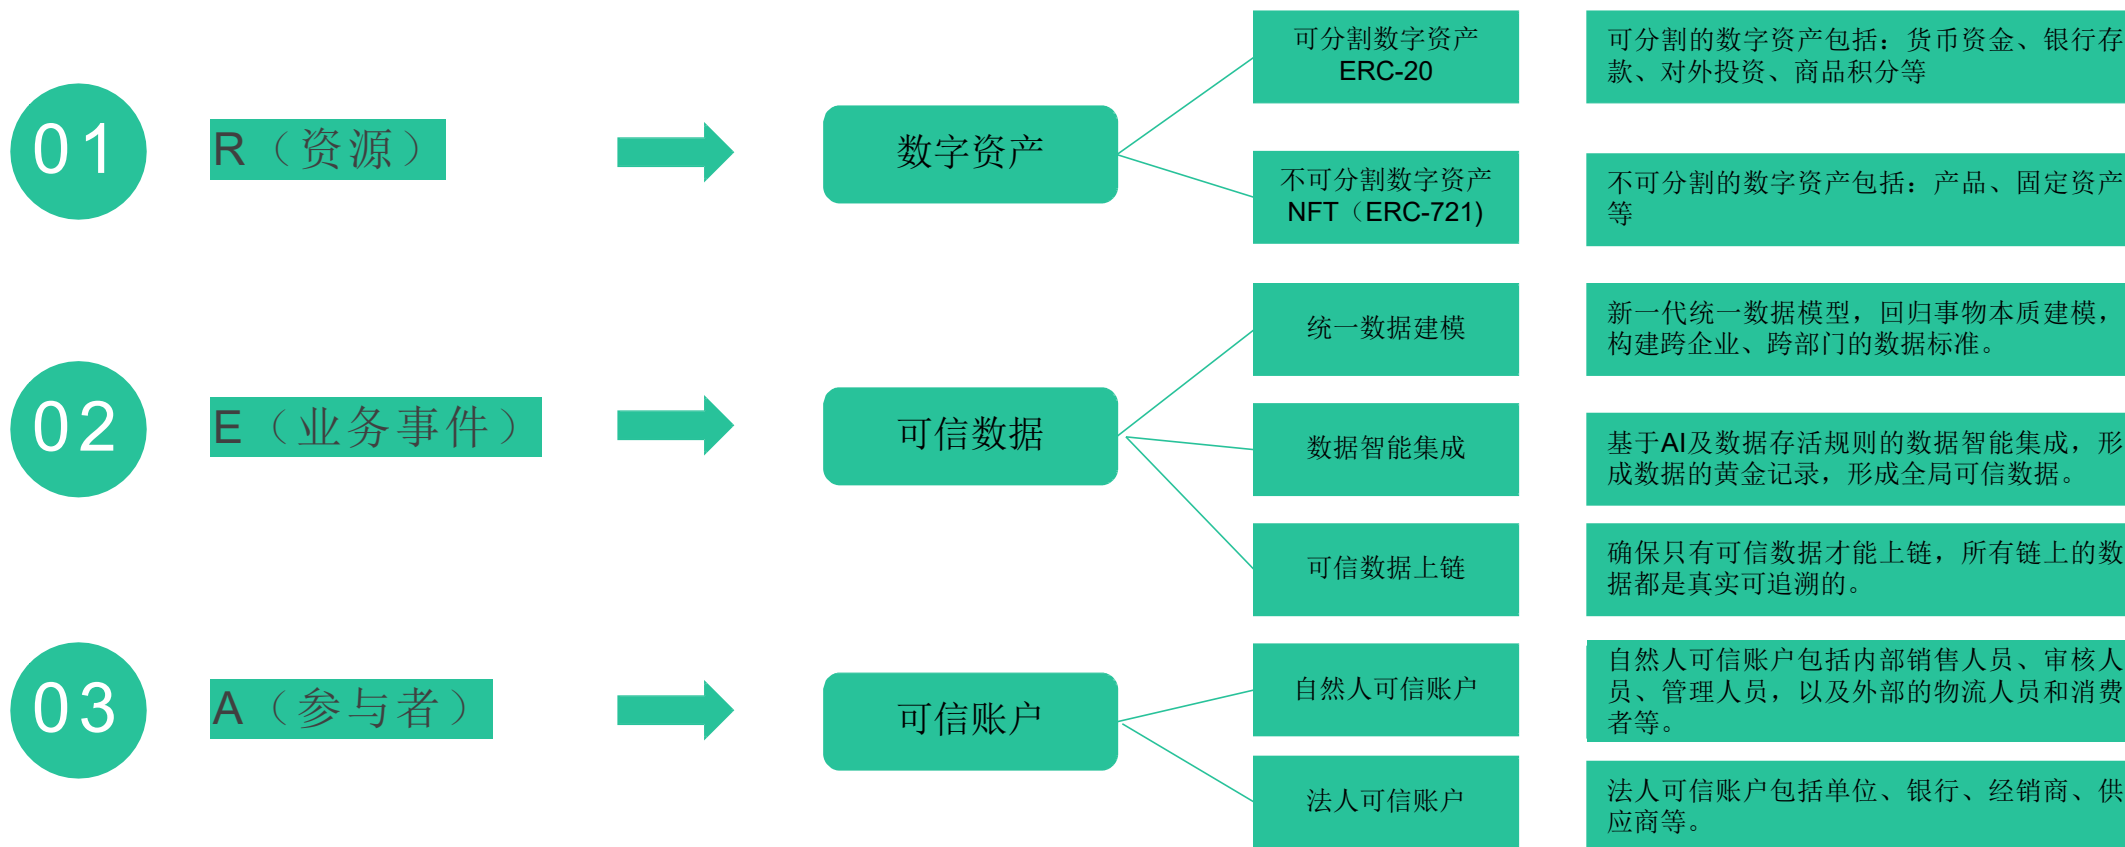 01
R（资源）
数字资产
可分割数字资产
ERC-20
可分割的数字资产包括：货币资金、银行存
款、对外投资、商品积分等
不可分割数字资产
NFT（ERC-721)
不可分割的数字资产包括：产品、固定资产
等
02
E（业务事件）
可信数据
统一数据建模
新一代统一数据模型，回归事物本质建模，
构建跨企业、跨部门的数据标准。
数据智能集成
基于AI及数据存活规则的数据智能集成，形
成数据的黄金记录，形成全局可信数据。
可信数据上链
确保只有可信数据才能上链，所有链上的数
据都是真实可追溯的。
03
A（参与者）
可信账户
自然人可信账户
自然人可信账户包括内部销售人员、审核人
员、管理人员，以及外部的物流人员和消费
者等。
法人可信账户
法人可信账户包括单位、银行、经销商、供
应商等。